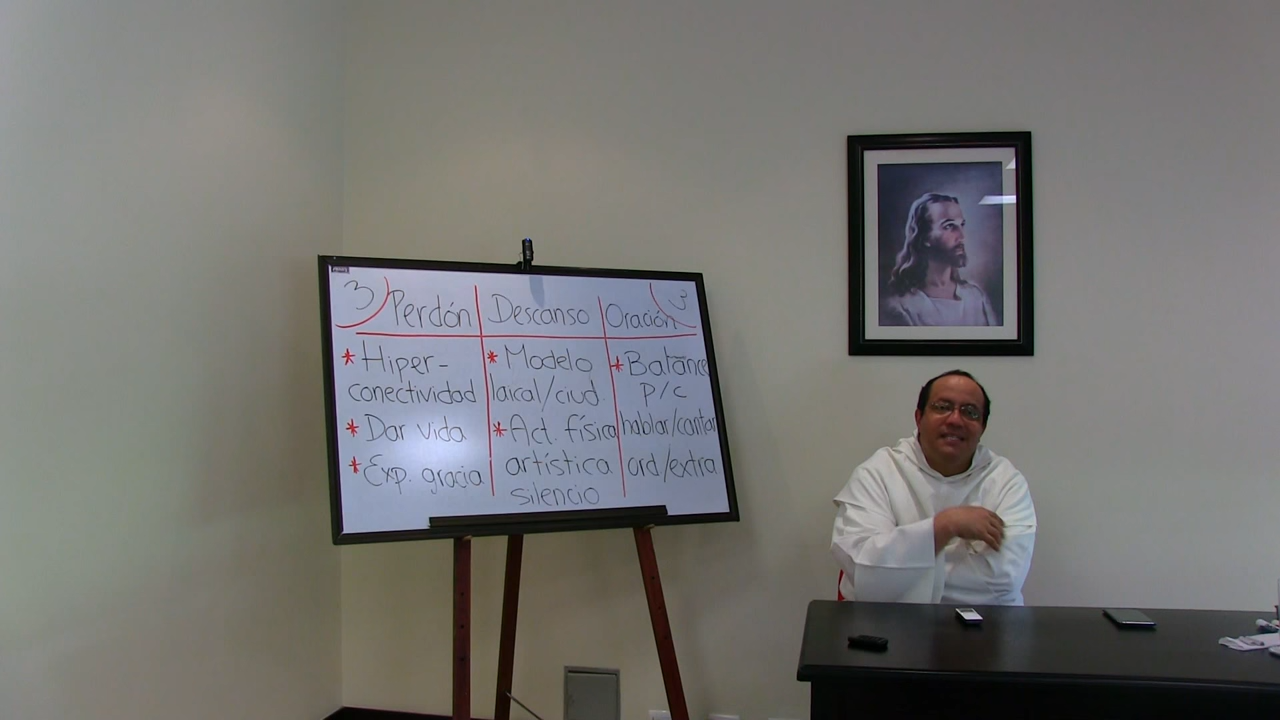 3 Perdón Descanso Oración 3
* Hiper-
conectividad
* Dar vida
* Exp. gracia
* Modelo
laical/ciud.
* Act. física
artística
silencio
* Balance
p/c
hablar/cantar
ord/extra